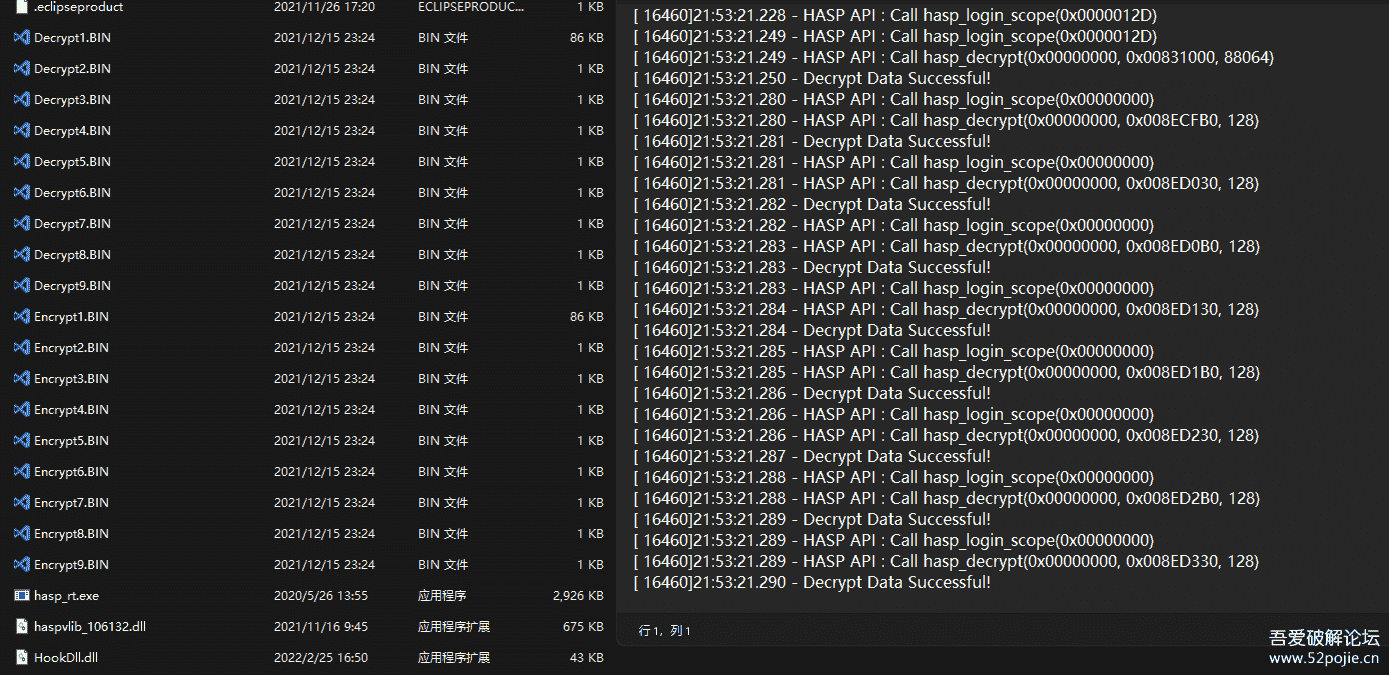 .eclipseproduct 2021/11/26 17:20 ECLIPSEPRODUC... 1 KB
Decrypt1.BIN 2021/12/15 23:24 BIN 文件 86 KB
Decrypt2.BIN 2021/12/15 23:24 BIN 文件 1 KB
Decrypt3.BIN 2021/12/15 23:24 BIN 文件 1 KB
Decrypt4.BIN 2021/12/15 23:24 BIN 文件 1 KB
Decrypt5.BIN 2021/12/15 23:24 BIN 文件 1 KB
Decrypt6.BIN 2021/12/15 23:24 BIN 文件 1 KB
Decrypt7.BIN 2021/12/15 23:24 BIN 文件 1 KB
Decrypt8.BIN 2021/12/15 23:24 BIN 文件 1 KB
Decrypt9.BIN 2021/12/15 23:24 BIN 文件 1 KB
Encrypt1.BIN 2021/12/15 23:24 BIN 文件 86 KB
Encrypt2.BIN 2021/12/15 23:24 BIN 文件 1 KB
Encrypt3.BIN 2021/12/15 23:24 BIN 文件 1 KB
Encrypt4.BIN 2021/12/15 23:24 BIN 文件 1 KB
Encrypt5.BIN 2021/12/15 23:24 BIN 文件 1 KB
Encrypt6.BIN 2021/12/15 23:24 BIN 文件 1 KB
Encrypt7.BIN 2021/12/15 23:24 BIN 文件 1 KB
Encrypt8.BIN 2021/12/15 23:24 BIN 文件 1 KB
Encrypt9.BIN 2021/12/15 23:24 BIN 文件 1 KB
hasp_rt.exe 2020/5/26 13:55 应用程序 2,926 KB
haspvlib_106132.dll 2021/11/16 9:45 应用程序扩展 675 KB
HookDll.dll 2022/2/25 16:50 应用程序扩展 43 KB
[ 16460]21:53:21.228 - HASP API : Call hasp_login_scope(0x0000012D)
[ 16460]21:53:21.249 - HASP API : Call hasp_login_scope(0x0000012D)
[ 16460]21:53:21.249 - HASP API : Call hasp_decrypt(0x00000000, 0x00831000, 88064)
[ 16460]21:53:21.250 - Decrypt Data Successful!
[ 16460]21:53:21.280 - HASP API : Call hasp_login_scope(0x00000000)
[ 16460]21:53:21.280 - HASP API : Call hasp_decrypt(0x00000000, 0x008ECFB0, 128)
[ 16460]21:53:21.281 - Decrypt Data Successful!
[ 16460]21:53:21.281 - HASP API : Call hasp_login_scope(0x00000000)
[ 16460]21:53:21.281 - HASP API : Call hasp_decrypt(0x00000000, 0x008ED030, 128)
[ 16460]21:53:21.282 - Decrypt Data Successful!
[ 16460]21:53:21.282 - HASP API : Call hasp_login_scope(0x00000000)
[ 16460]21:53:21.283 - HASP API : Call hasp_decrypt(0x00000000, 0x008ED0B0, 128)
[ 16460]21:53:21.283 - Decrypt Data Successful!
[ 16460]21:53:21.283 - HASP API : Call hasp_login_scope(0x00000000)
[ 16460]21:53:21.284 - HASP API : Call hasp_decrypt(0x00000000, 0x008ED130, 128)
[ 16460]21:53:21.284 - Decrypt Data Successful!
[ 16460]21:53:21.285 - HASP API : Call hasp_login_scope(0x00000000)
[ 16460]21:53:21.285 - HASP API : Call hasp_decrypt(0x00000000, 0x008ED1B0, 128)
[ 16460]21:53:21.286 - Decrypt Data Successful!
[ 16460]21:53:21.286 - HASP API : Call hasp_login_scope(0x00000000)
[ 16460]21:53:21.286 - HASP API : Call hasp_decrypt(0x00000000, 0x008ED230, 128)
[ 16460]21:53:21.287 - Decrypt Data Successful!
[ 16460]21:53:21.288 - HASP API : Call hasp_login_scope(0x00000000)
[ 16460]21:53:21.288 - HASP API : Call hasp_decrypt(0x00000000, 0x008ED2B0, 128)
[ 16460]21:53:21.289 - Decrypt Data Successful!
[ 16460]21:53:21.289 - HASP API : Call hasp_login_scope(0x00000000)
[ 16460]21:53:21.289 - HASP API : Call hasp_decrypt(0x00000000, 0x008ED330, 128)
[ 16460]21:53:21.290 - Decrypt Data Successful!
行 1, 列 1
吾爱破解论坛
www.52pojie.cn